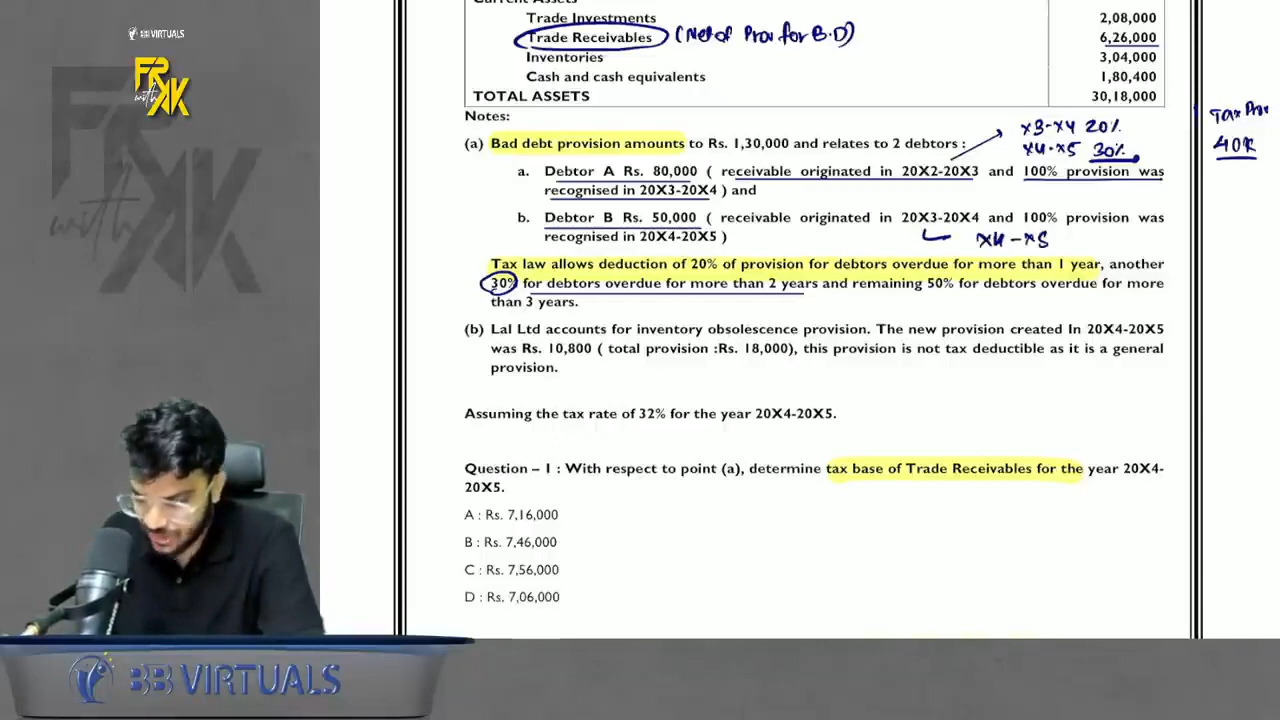 BB VIRTUALS
FR
with
KK
FR
with
KK
Current Assets
Trade Investments 2,08,000
Trade Receivables (Net of Prov for B.D) 6,26,000
Inventories 3,04,000
Cash and cash equivalents 1,80,400
TOTAL ASSETS 30,18,000
Notes:
Tax Prov
40K
x3-x4 20%
x4-x5 30%
(a) Bad debt provision amounts to Rs. 1,30,000 and relates to 2 debtors :
a. Debtor A Rs. 80,000 ( receivable originated in 20X2-20X3 and 100% provision was
recognised in 20X3-20X4 ) and
b. Debtor B Rs. 50,000 ( receivable originated in 20X3-20X4 and 100% provision was
recognised in 20X4-20X5 )
x4-x5
Tax law allows deduction of 20% of provision for debtors overdue for more than 1 year, another
30% for debtors overdue for more than 2 years and remaining 50% for debtors overdue for more
than 3 years.
(b) Lal Ltd accounts for inventory obsolescence provision. The new provision created In 20X4-20X5
was Rs. 10,800 ( total provision :Rs. 18,000), this provision is not tax deductible as it is a general
provision.
Assuming the tax rate of 32% for the year 20X4-20X5.
Question – 1 : With respect to point (a), determine tax base of Trade Receivables for the year 20X4-
20X5.
A : Rs. 7,16,000
B : Rs. 7,46,000
C : Rs. 7,56,000
D : Rs. 7,06,000
BB VIRTUALS